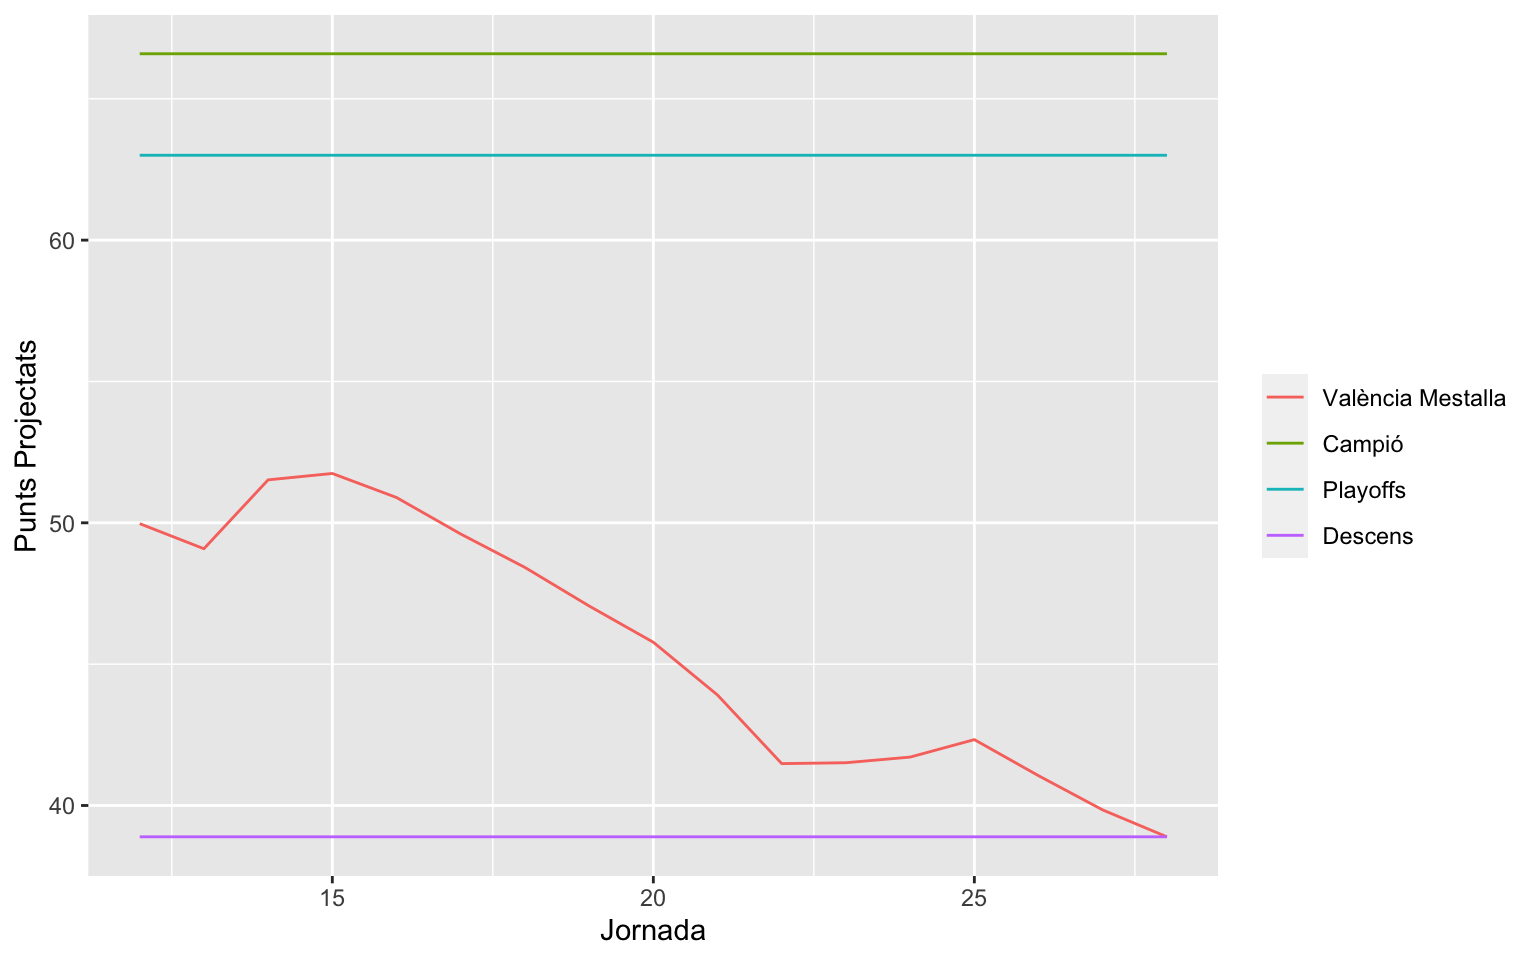 Punts Projectats
60
50
40
15
20
25
Jornada
València Mestalla
Campió
Playoffs
Descens